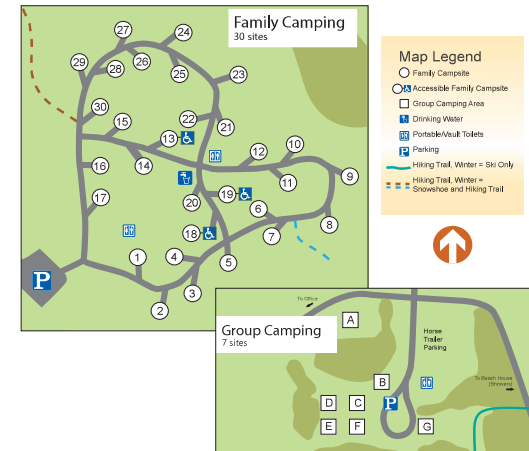 Family Camping
30 sites
27
24
26
25
29
28
23
30
22
21
15
13
14
12
10
11
9
16
19
20
6
8
17
18
7
1
4
5
3
2
P
Map Legend
Family Campsite
Accessible Family Campsite
Group Camping Area
Drinking Water
Portable/Vault Toilets
P
Parking
Hiking Trail, Winter = Ski Only
Hiking Trail, Winter =
Snowshoe and Hiking Trail
Group Camping
7 sites
To Office
A
Horse
Trailer
Parking
B
To Beach House
(Showers)
D
C
P
E
F
G